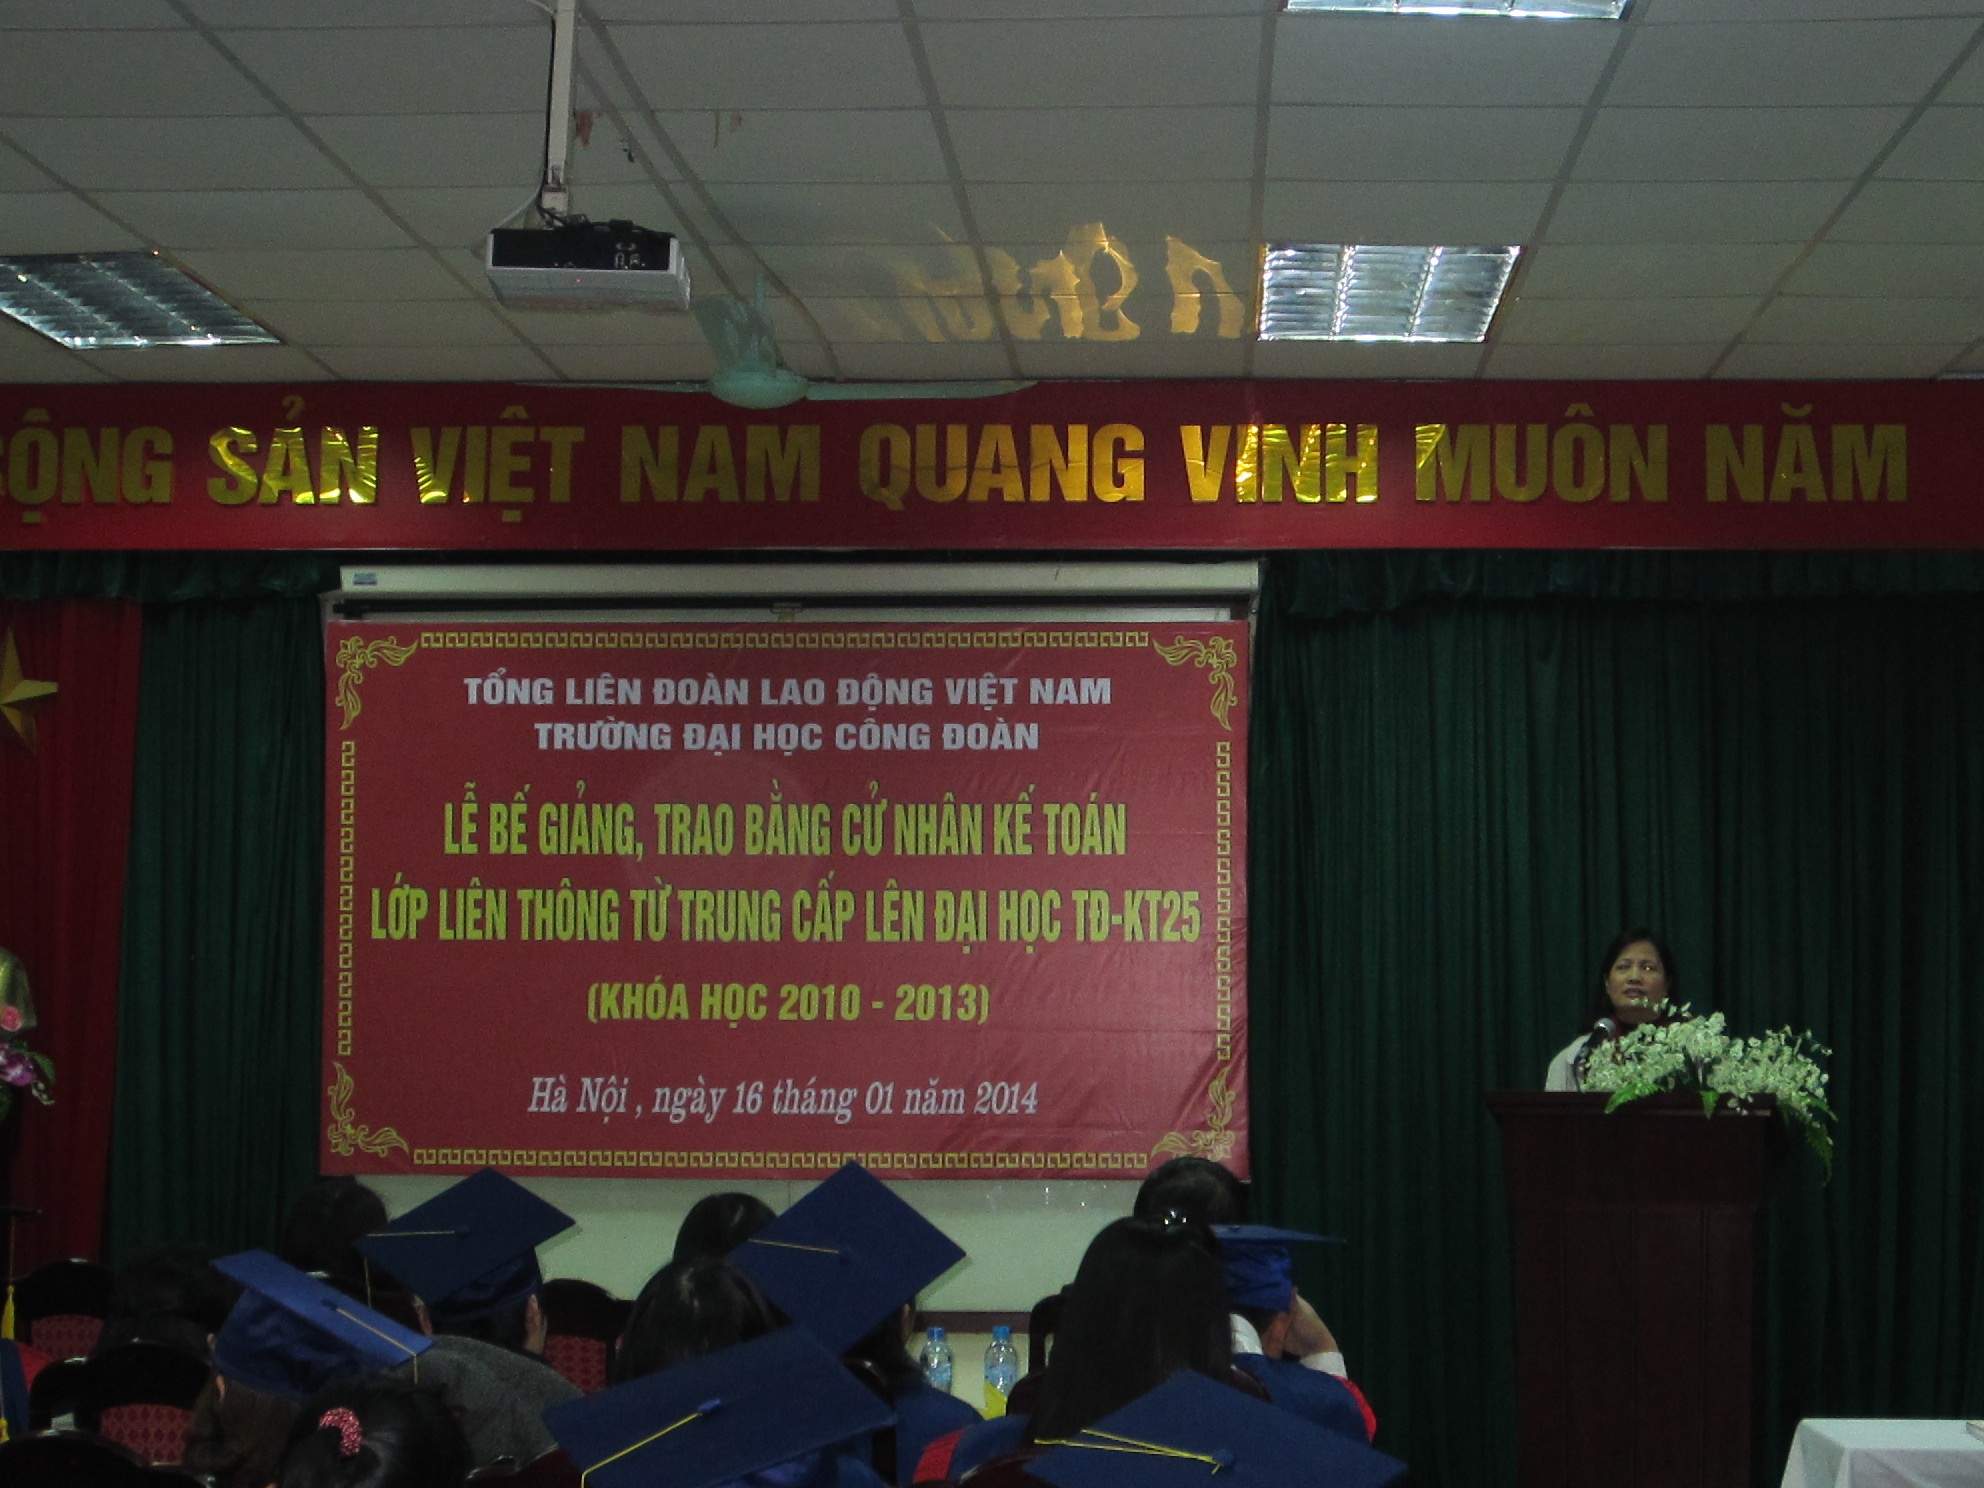 CỘNG SẢN VIỆT NAM QUANG VINH MUÔN NĂM
TỔNG LIÊN ĐOÀN LAO ĐỘNG VIỆT NAM
TRƯỜNG ĐẠI HỌC CÔNG ĐOÀN
LỄ BẾ GIẢNG, TRAO BẰNG CỬ NHÂN KẾ TOÁN
LỚP LIÊN THÔNG TỪ TRUNG CẤP LÊN ĐẠI HỌC TĐ-KT25
(KHÓA HỌC 2010 - 2013)
Hà Nội , ngày 16 tháng 01 năm 2014